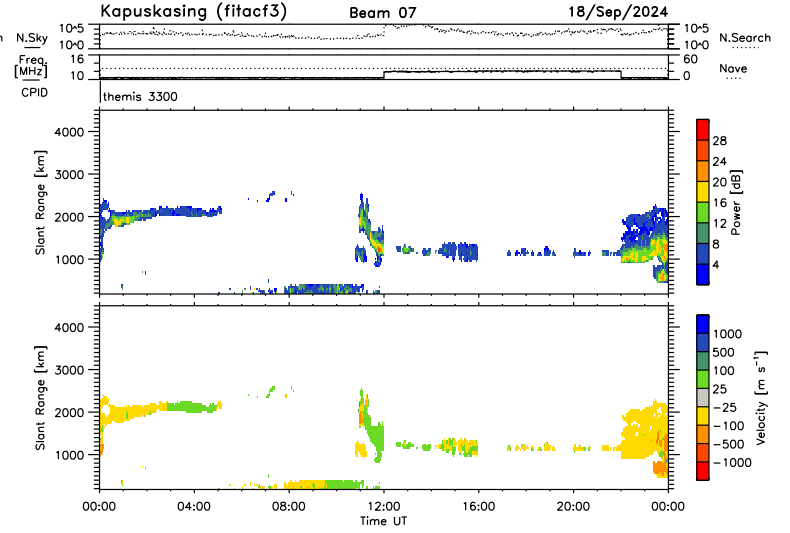 Kapuskasing (fitacf3) Beam 07 18/Sep/2024
N.Sky 10^5 10^0 10^5 10^0 N.Search
Freq. [MHz] 16 10 60 0 Nave
CPID themis 3300
Slant Range [km] 4000 3000 2000 1000
28 24 20 16 12 8 4 Power [dB]
Slant Range [km] 4000 3000 2000 1000
1000 500 100 25 -25 -100 -500 -1000 Velocity [m s⁻¹]
00:00 04:00 08:00 12:00 16:00 20:00 00:00
Time UT